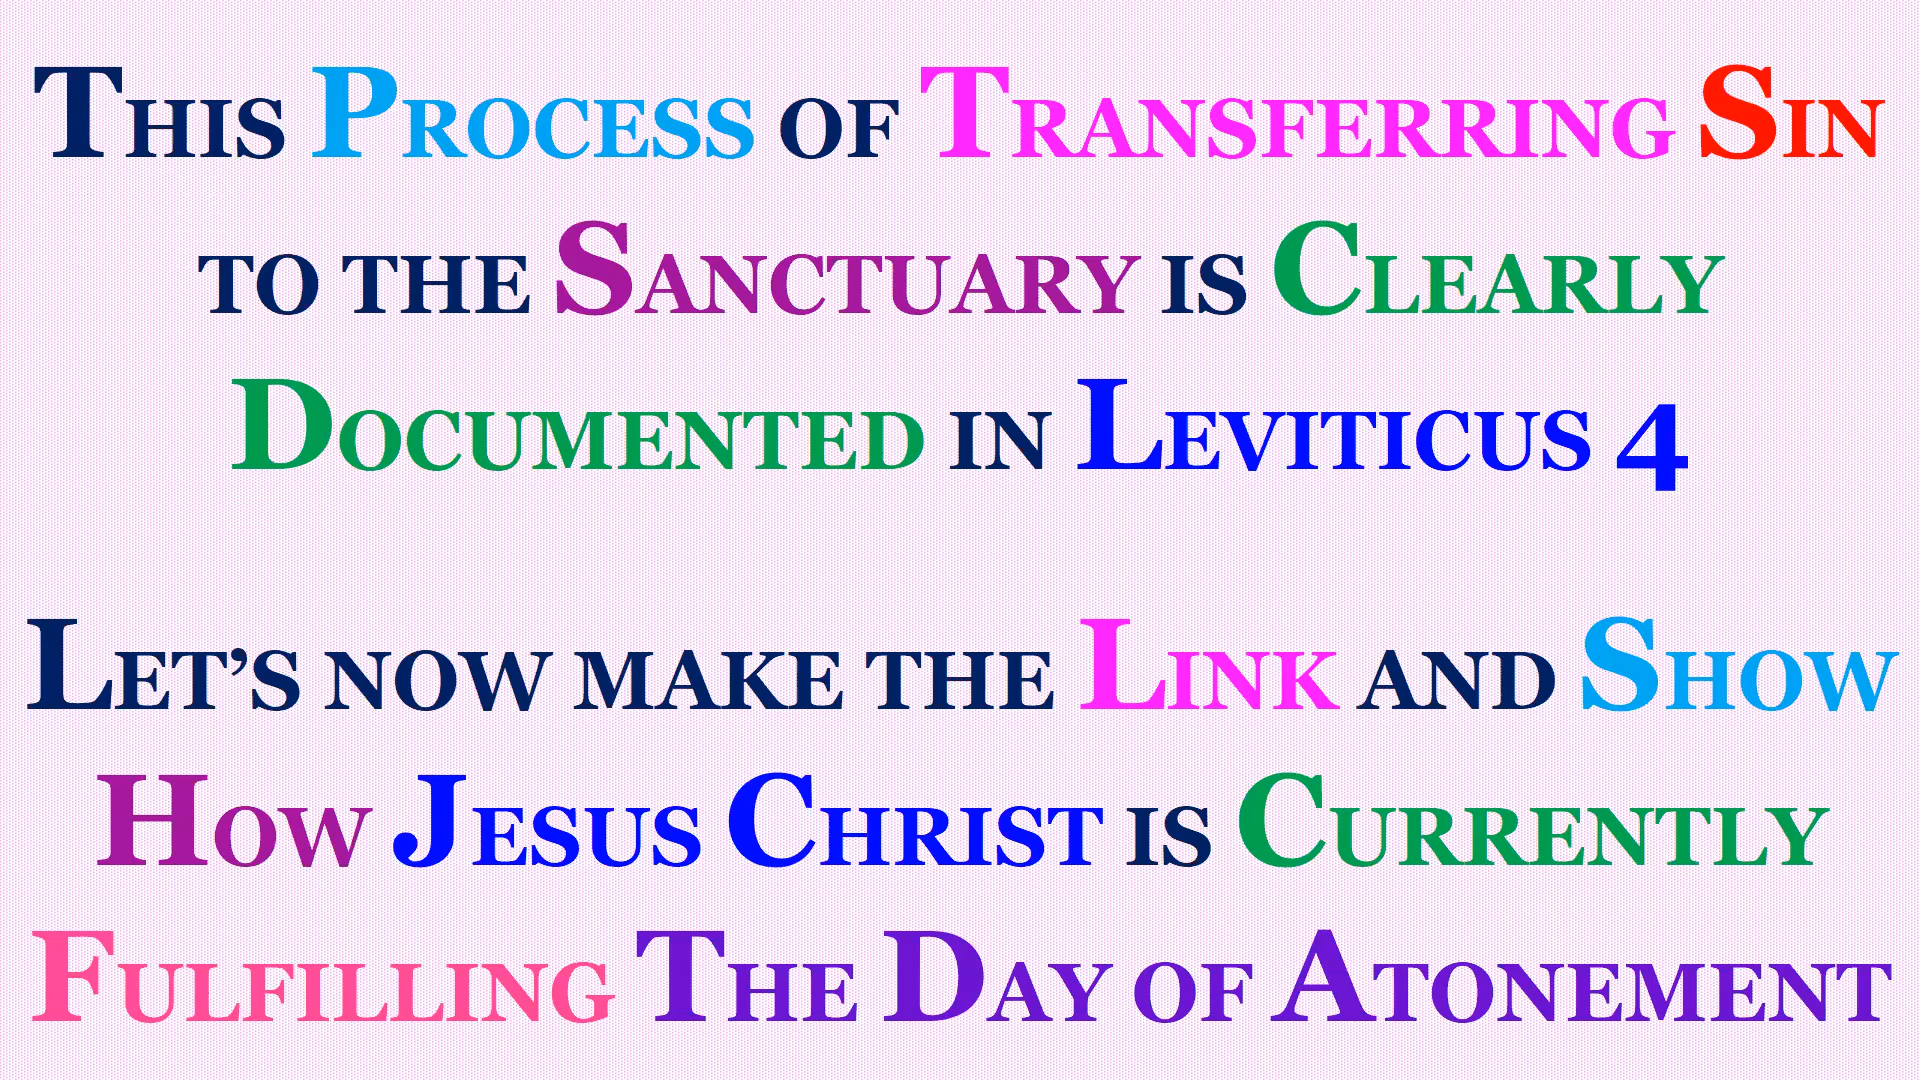 This Process of Transferring Sin
to the Sanctuary is Clearly
Documented in Leviticus 4
Let’s now make the Link and Show
How Jesus Christ is Currently
Fulfilling The Day of Atonement